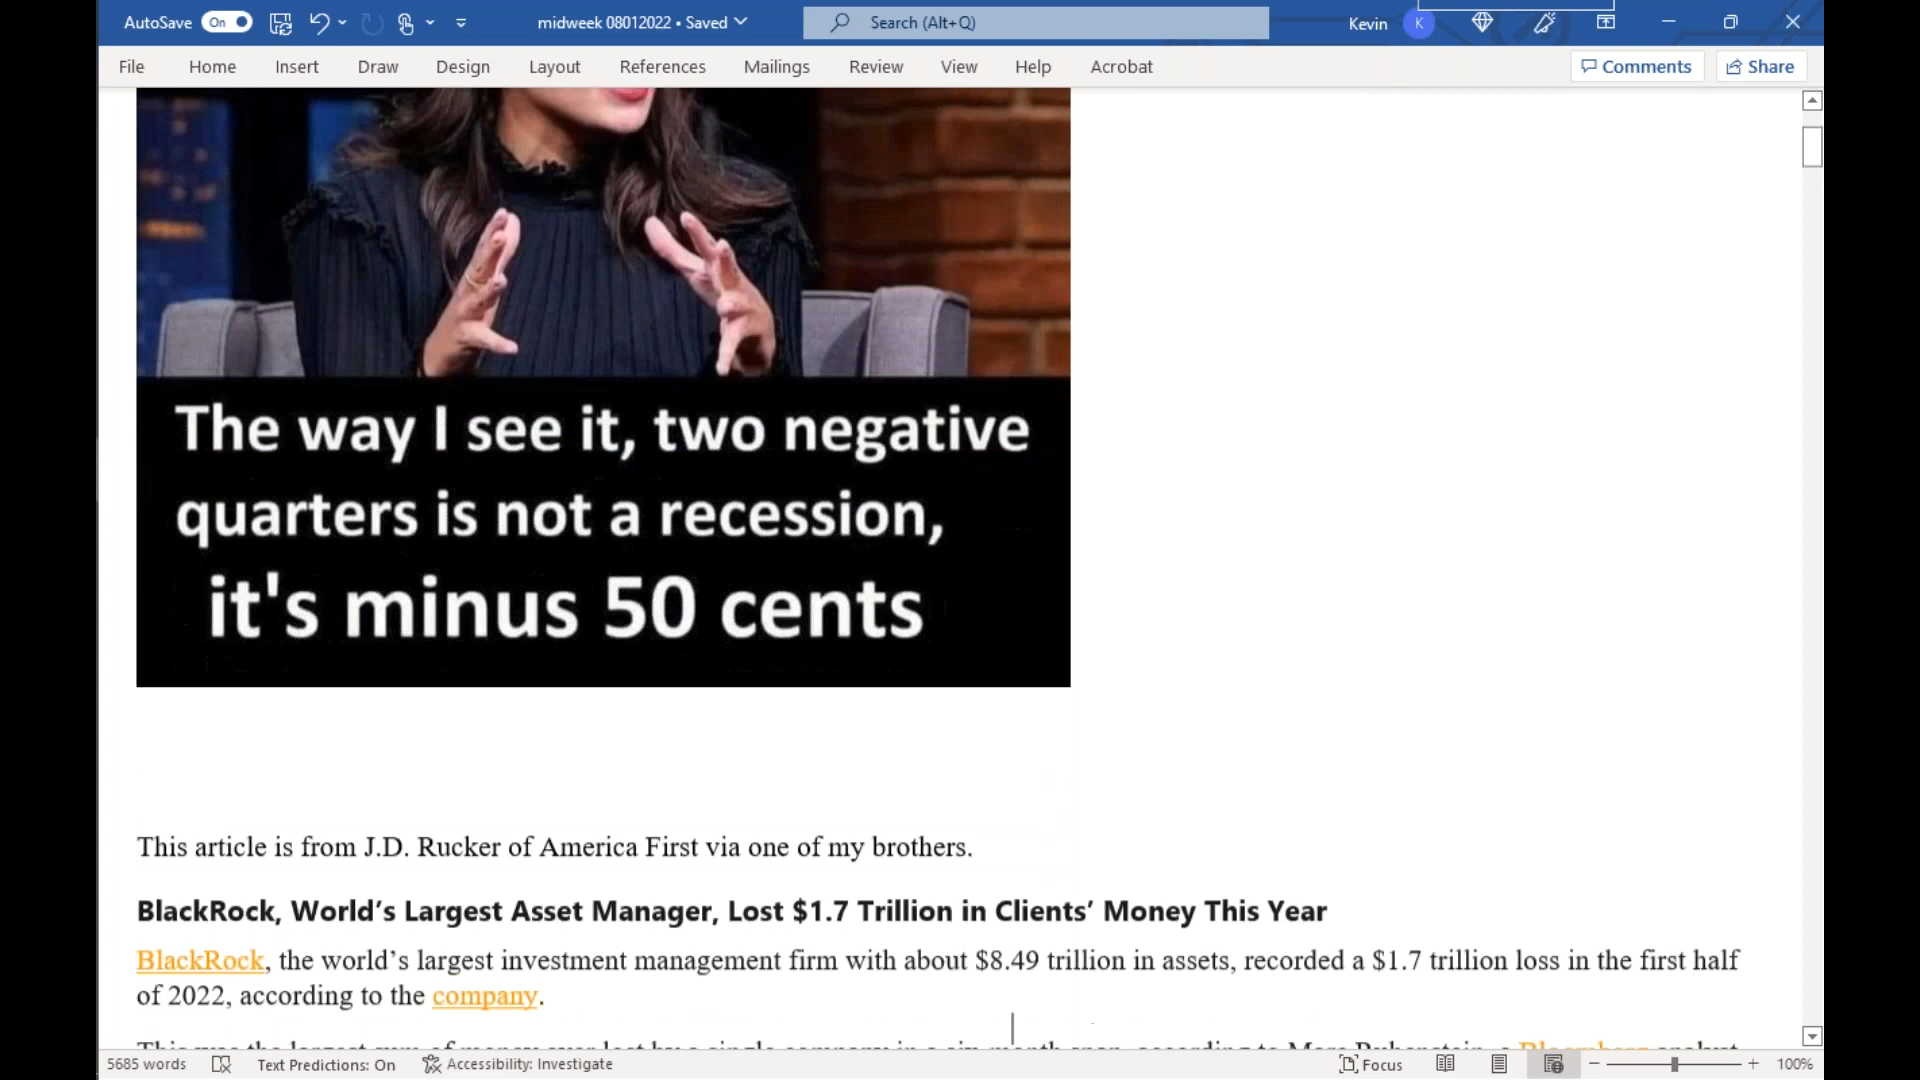 AutoSave On midweek 08012022 • Saved Search (Alt+Q) Kevin K
File Home Insert Draw Design Layout References Mailings Review View Help Acrobat Comments Share
The way I see it, two negative
quarters is not a recession,
it's minus 50 cents
This article is from J.D. Rucker of America First via one of my brothers.
BlackRock, World’s Largest Asset Manager, Lost $1.7 Trillion in Clients’ Money This Year
BlackRock, the world’s largest investment management firm with about $8.49 trillion in assets, recorded a $1.7 trillion loss in the first half
of 2022, according to the company.
5685 words Text Predictions: On Accessibility: Investigate Focus 100%